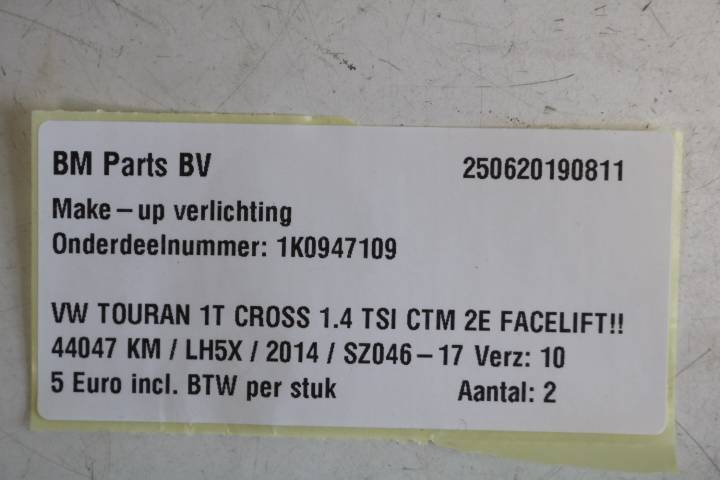 BM Parts BV 250620190811
Make-up verlichting
Onderdeelnummer: 1K0947109
VW TOURAN 1T CROSS 1.4 TSI CTM 2E FACELIFT!!
44047 KM / LH5X / 2014 / SZ046-17 Verz: 10
5 Euro incl. BTW per stuk Aantal: 2